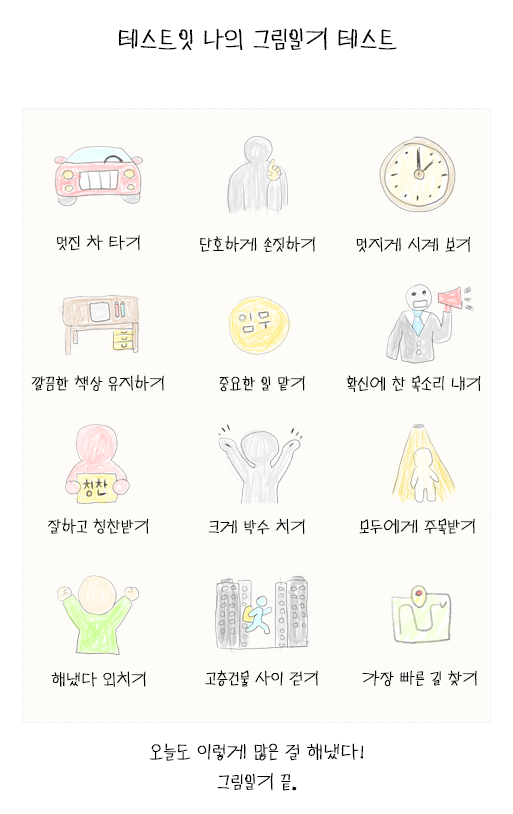 테스트잇 나의 그림일기 테스트
멋진 차 타기
단호하게 손짓하기
멋지게 시계 보기
깔끔한 책상 유지하기
임무
중요한 일 맡기
확신에 찬 목소리 내기
칭찬
잘하고 칭찬받기
크게 박수 치기
모두에게 주목받기
해냈다 외치기
고층건물 사이 걷기
가장 빠른 길 찾기
오늘도 이렇게 많은 걸 해냈다!
그림일기 끝.